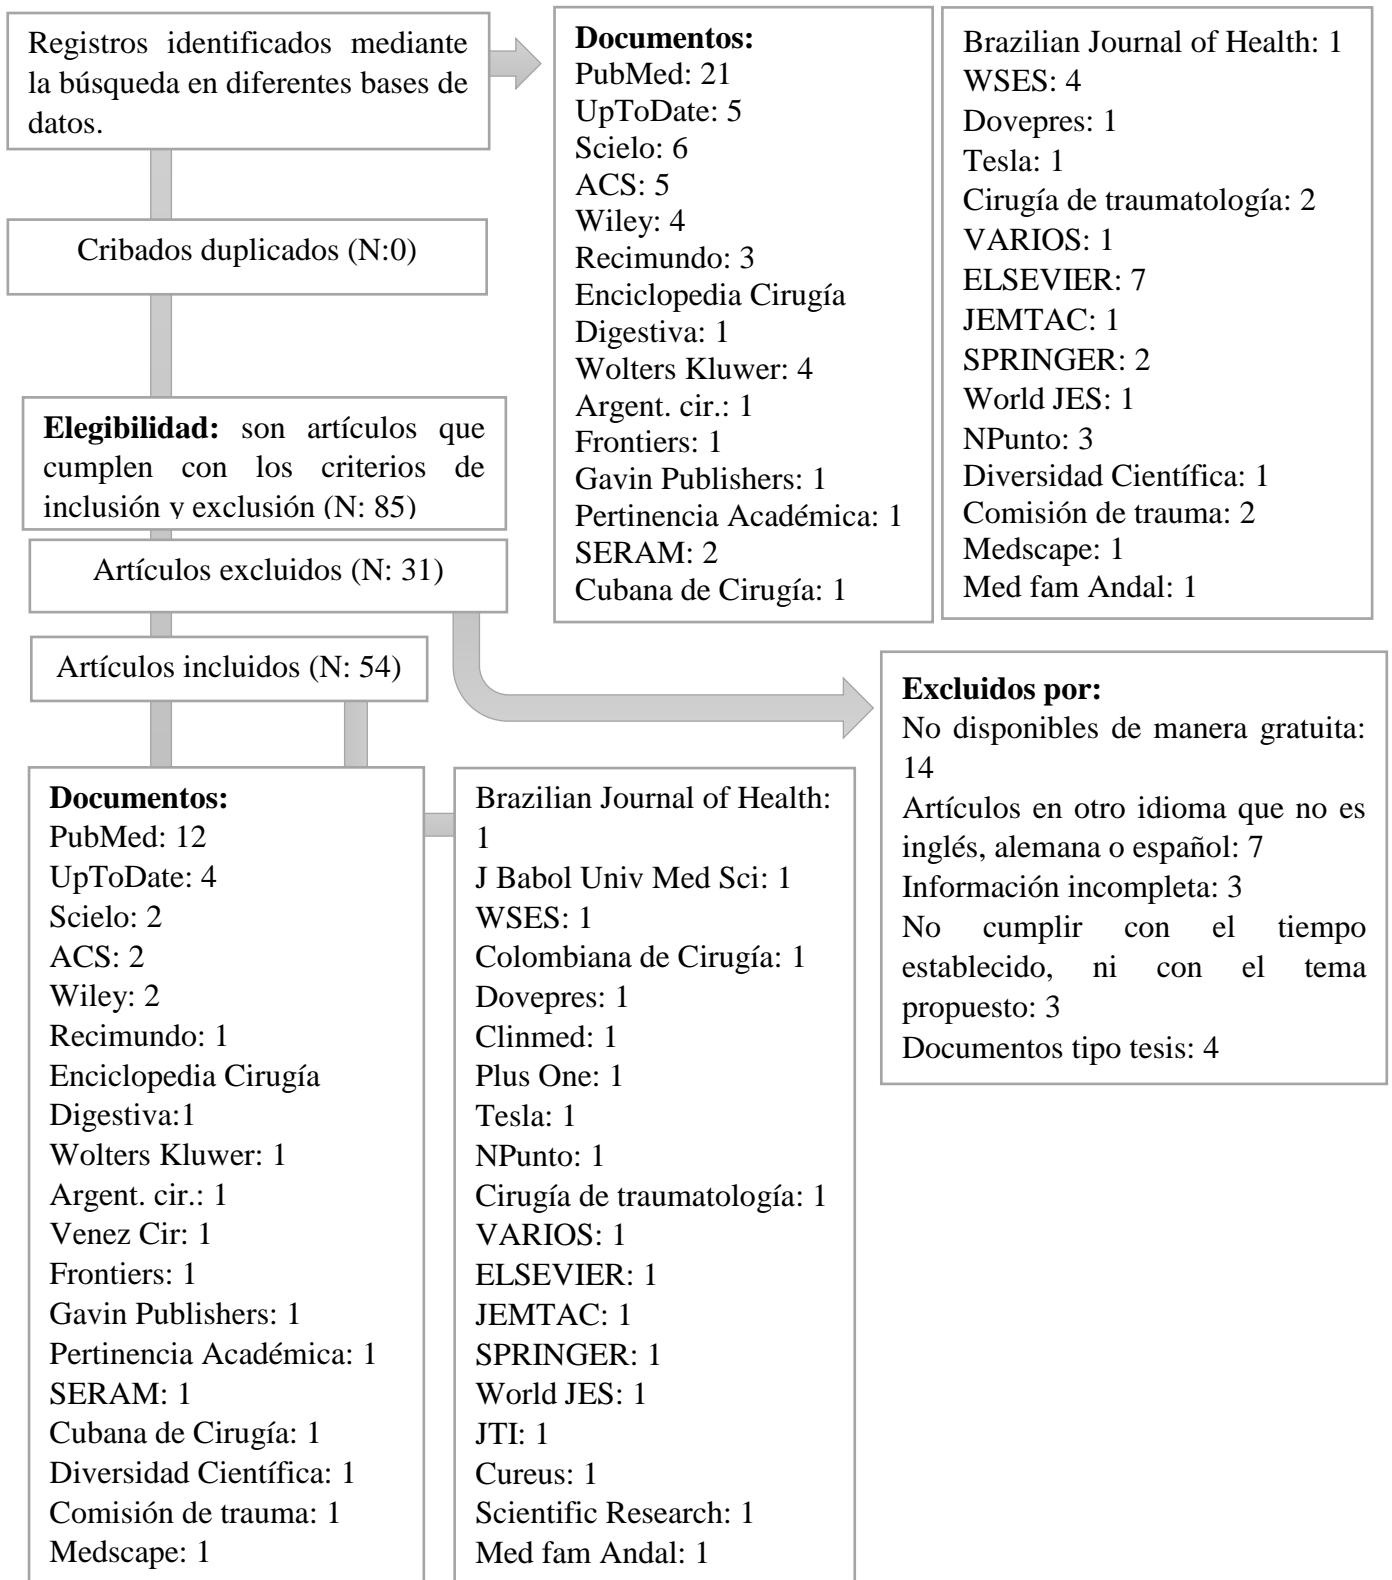 Registros identificados mediante
la búsqueda en diferentes bases de
datos.
Documentos:
PubMed: 21
UpToDate: 5
Scielo: 6
ACS: 5
Wiley: 4
Recimundo: 3
Enciclopedia Cirugía
Digestiva: 1
Wolters Kluwer: 4
Argent. cir.: 1
Frontiers: 1
Gavin Publishers: 1
Pertinencia Académica: 1
SERAM: 2
Cubana de Cirugía: 1
Brazilian Journal of Health: 1
WSES: 4
Dovepres: 1
Tesla: 1
Cirugía de traumatología: 2
VARIOS: 1
ELSEVIER: 7
JEMTAC: 1
SPRINGER: 2
World JES: 1
NPunto: 3
Diversidad Científica: 1
Comisión de trauma: 2
Medscape: 1
Med fam Andal: 1
Cribados duplicados (N:0)
Elegibilidad: son artículos que
cumplen con los criterios de
inclusión y exclusión (N: 85)
Artículos excluidos (N: 31)
Artículos incluidos (N: 54)
Excluidos por:
No disponibles de manera gratuita:
14
Artículos en otro idioma que no es
inglés, alemana o español: 7
Información incompleta: 3
No cumplir con el tiempo
establecido, ni con el tema
propuesto: 3
Documentos tipo tesis: 4
Documentos:
PubMed: 12
UpToDate: 4
Scielo: 2
ACS: 2
Wiley: 2
Recimundo: 1
Enciclopedia Cirugía
Digestiva:1
Wolters Kluwer: 1
Argent. cir.: 1
Venez Cir: 1
Frontiers: 1
Gavin Publishers: 1
Pertinencia Académica: 1
SERAM: 1
Cubana de Cirugía: 1
Diversidad Científica: 1
Comisión de trauma: 1
Medscape: 1
Brazilian Journal of Health:
1
J Babol Univ Med Sci: 1
WSES: 1
Colombiana de Cirugía: 1
Dovepres: 1
Clinmed: 1
Plus One: 1
Tesla: 1
NPunto: 1
Cirugía de traumatología: 1
VARIOS: 1
ELSEVIER: 1
JEMTAC: 1
SPRINGER: 1
World JES: 1
JTI: 1
Cureus: 1
Scientific Research: 1
Med fam Andal: 1